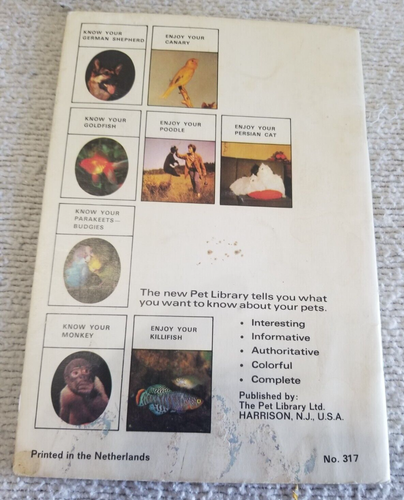 KNOW YOUR
GERMAN SHEPHERD
ENJOY YOUR
CANARY
KNOW YOUR
GOLDFISH
ENJOY YOUR
POODLE
ENJOY YOUR
PERSIAN CAT
KNOW YOUR
PARAKEETS—
BUDGIES
The new Pet Library tells you what
you want to know about your pets.
KNOW YOUR
MONKEY
ENJOY YOUR
KILLIFISH
• Interesting
• Informative
• Authoritative
• Colorful
• Complete
Published by:
The Pet Library Ltd.
HARRISON, N.J., U.S.A.
Printed in the Netherlands
No. 317